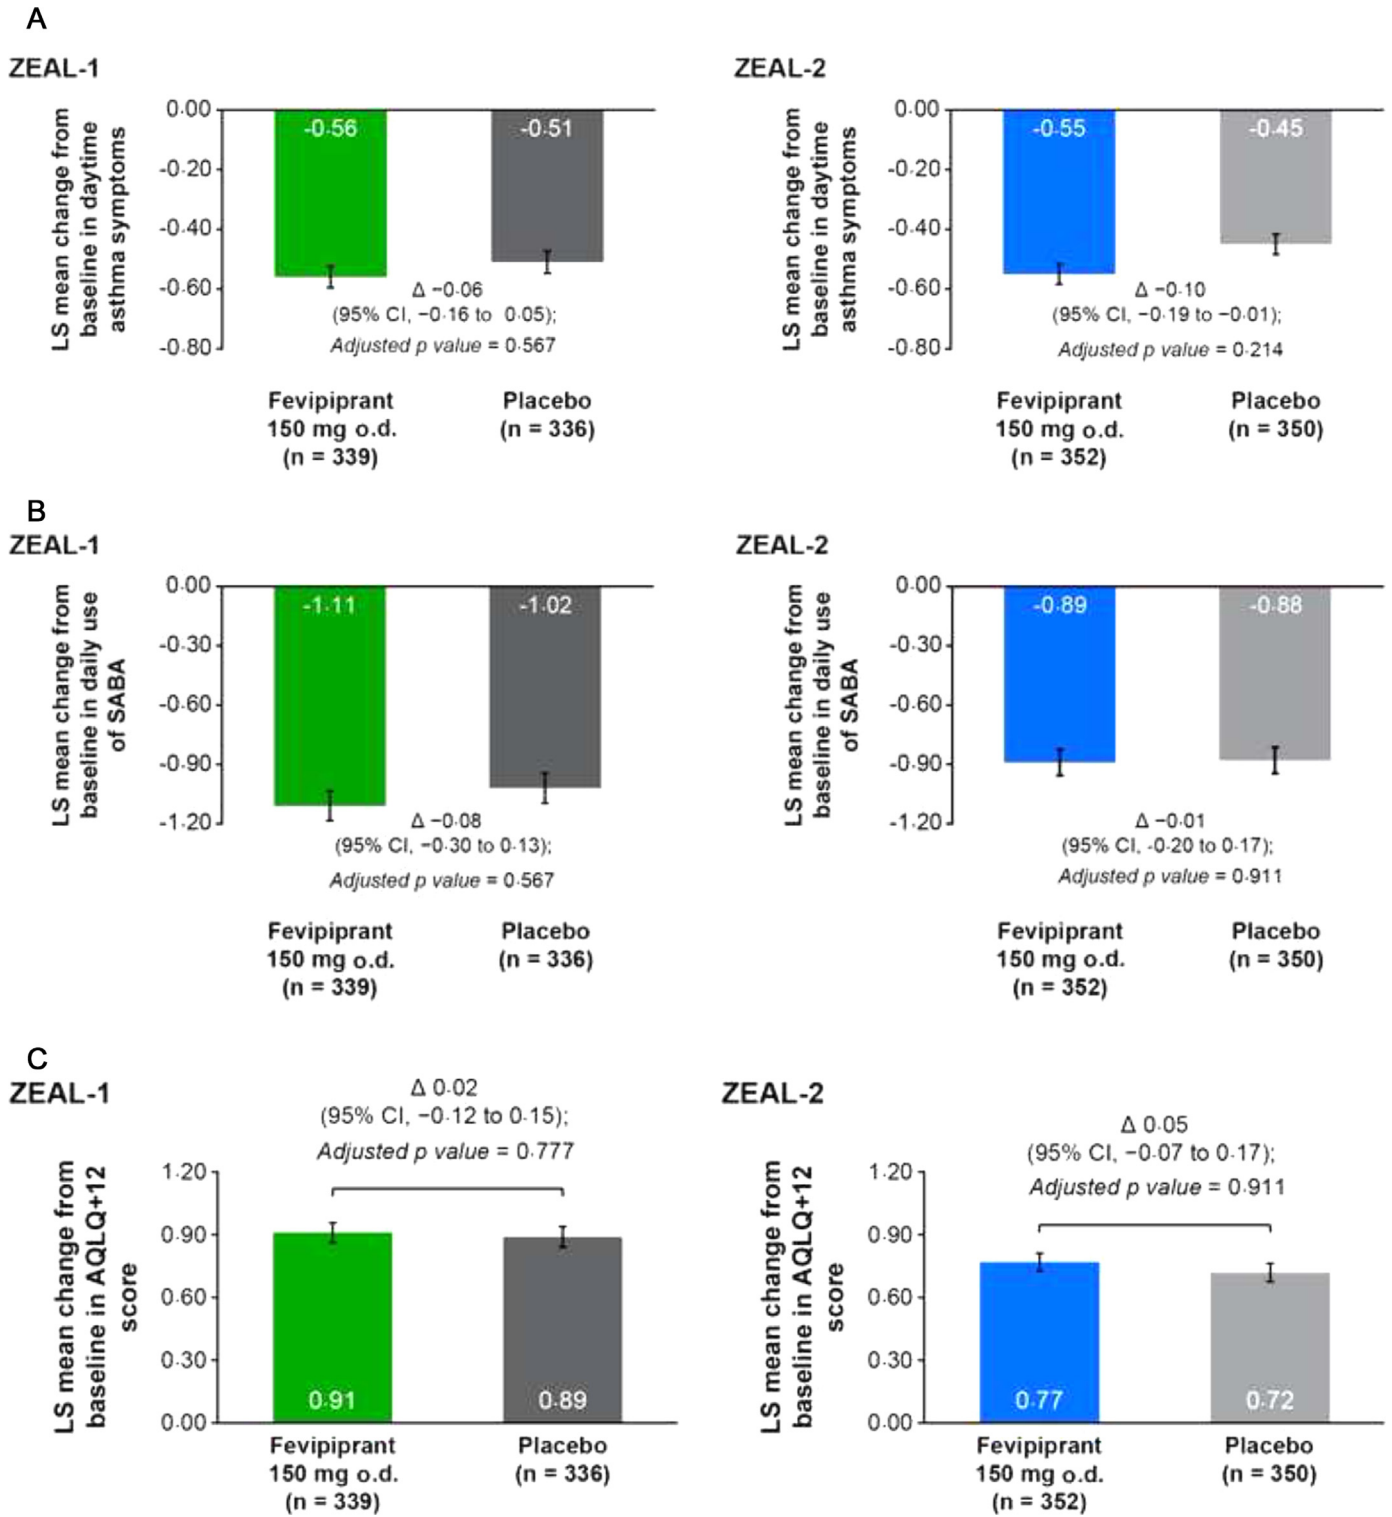 A
ZEAL-1
LS mean change from
baseline in daytime
asthma symptoms
0·00
-0·20
-0·40
-0·60
-0·80
-0·56
-0·51
Δ −0·06
(95% CI, −0·16 to 0·05);
Adjusted p value = 0·567
Fevipiprant
150 mg o.d.
(n = 339)
Placebo
(n = 336)
ZEAL-2
LS mean change from
baseline in daytime
asthma symptoms
0·00
-0·20
-0·40
-0·60
-0·80
-0·55
-0·45
Δ −0·10
(95% CI, −0·19 to −0·01);
Adjusted p value = 0·214
Fevipiprant
150 mg o.d.
(n = 352)
Placebo
(n = 350)
B
ZEAL-1
LS mean change from
baseline in daily use
of SABA
0·00
-0·30
-0·60
-0·90
-1·20
-1·11
-1·02
Δ −0·08
(95% CI, −0·30 to 0·13);
Adjusted p value = 0·567
Fevipiprant
150 mg o.d.
(n = 339)
Placebo
(n = 336)
ZEAL-2
LS mean change from
baseline in daily use
of SABA
0·00
-0·30
-0·60
-0·90
-1·20
-0·89
-0·88
Δ −0·01
(95% CI, -0·20 to 0·17);
Adjusted p value = 0·911
Fevipiprant
150 mg o.d.
(n = 352)
Placebo
(n = 350)
C
ZEAL-1
Δ 0·02
(95% CI, −0·12 to 0·15);
Adjusted p value = 0·777
LS mean change from
baseline in AQLQ+12
score
1·20
0·90
0·60
0·30
0·00
0·91
0·89
Fevipiprant
150 mg o.d.
(n = 339)
Placebo
(n = 336)
ZEAL-2
Δ 0·05
(95% CI, −0·07 to 0·17);
Adjusted p value = 0·911
LS mean change from
baseline in AQLQ+12
score
1·20
0·90
0·60
0·30
0·00
0·77
0·72
Fevipiprant
150 mg o.d.
(n = 352)
Placebo
(n = 350)